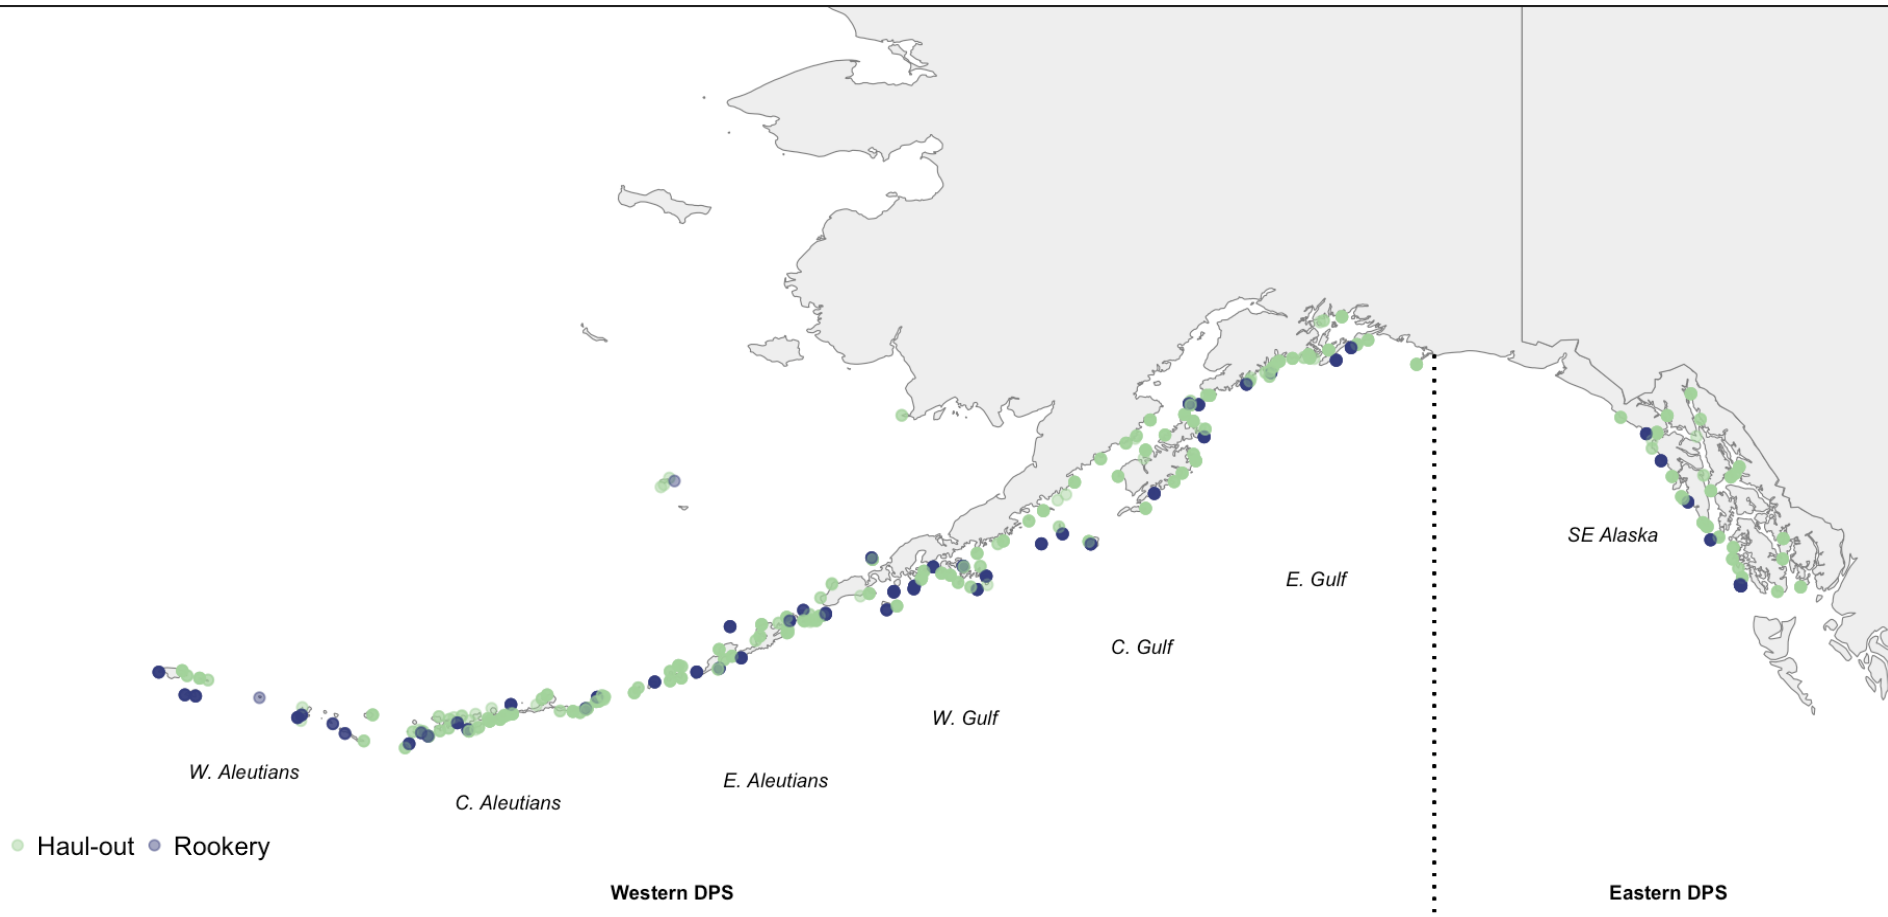 SE Alaska
E. Gulf
C. Gulf
W. Gulf
W. Aleutians
E. Aleutians
C. Aleutians
Haul-out Rookery
Western DPS Eastern DPS